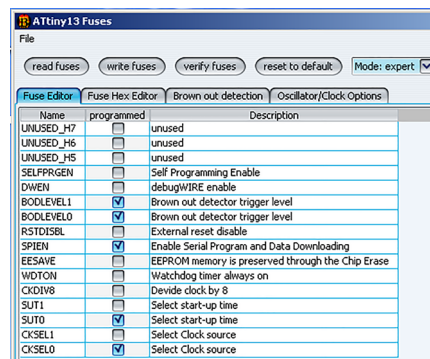 ATtiny13 Fuses
File
read fuses write fuses verify fuses reset to default Mode: expert
Fuse Editor Fuse Hex Editor Brown out detection Oscillator/Clock Options
Name programmed Description
UNUSED_H7 unused
UNUSED_H6 unused
UNUSED_H5 unused
SELFPRGEN Self Programming Enable
DWEN debugWIRE enable
BODLEVEL1 Brown out detector trigger level
BODLEVEL0 Brown out detector trigger level
RSTDISBL External reset disable
SPIEN Enable Serial Program and Data Downloading
EESAVE EEPROM memory is preserved through the Chip Erase
WDTON Watchdog timer always on
CKDIV8 Devide clock by 8
SUT1 Select start-up time
SUT0 Select start-up time
CKSEL1 Select Clock source
CKSEL0 Select Clock source